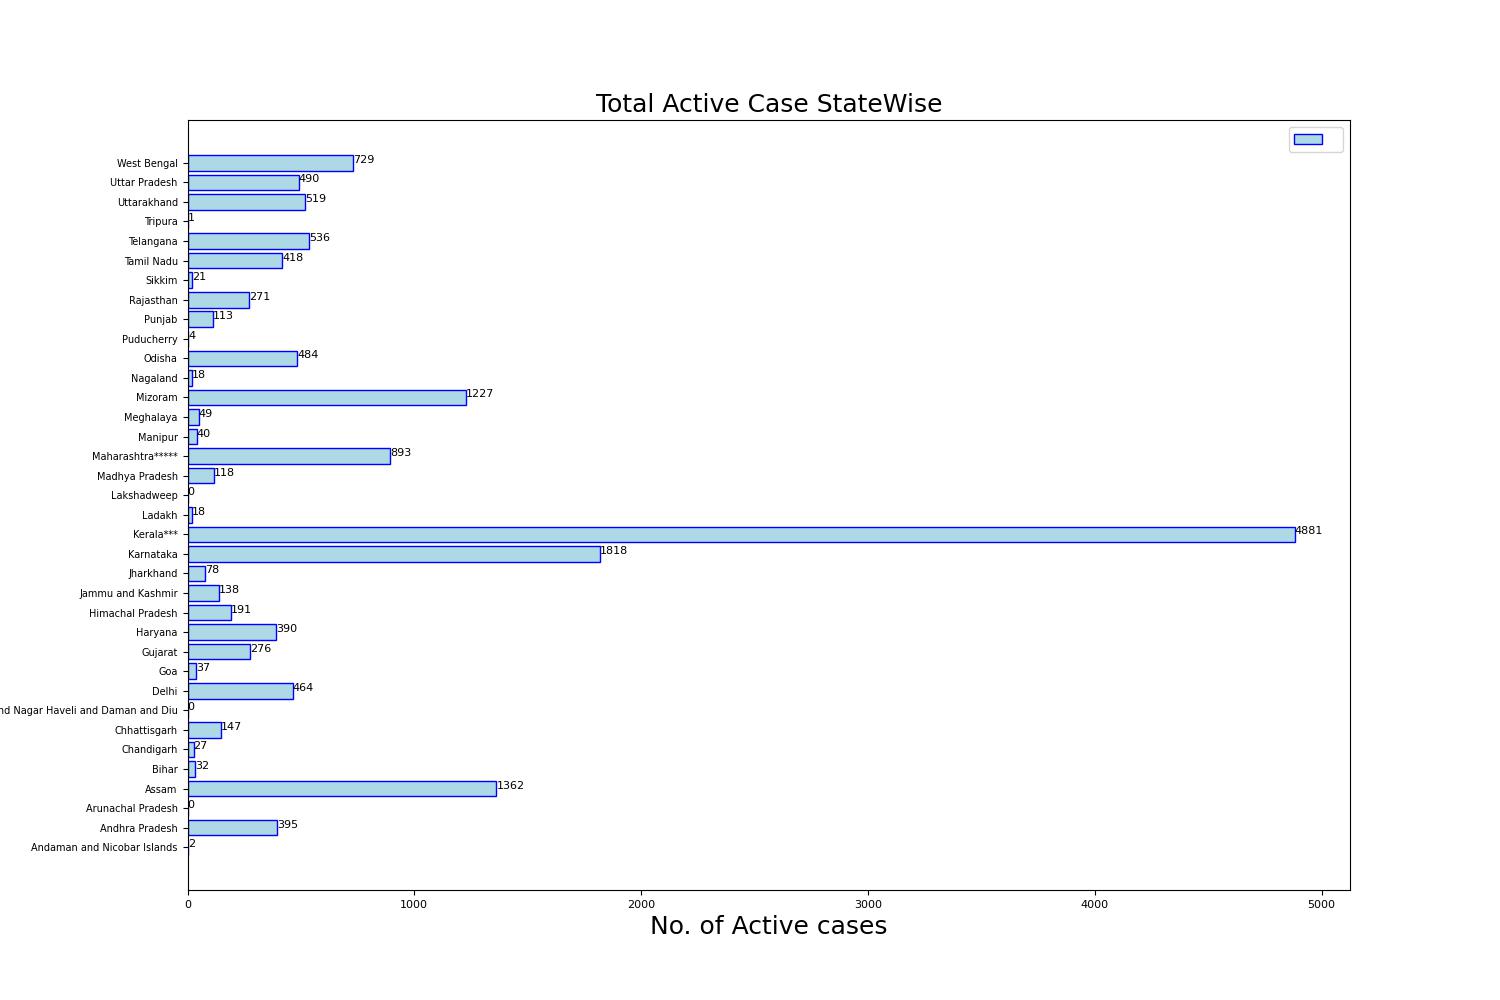 Total Active Case StateWise
West Bengal 729
Uttar Pradesh 490
Uttarakhand 519
Tripura 1
Telangana 536
Tamil Nadu 418
Sikkim 21
Rajasthan 271
Punjab 113
Puducherry 4
Odisha 484
Nagaland 18
Mizoram 1227
Meghalaya 49
Manipur 40
Maharashtra***** 893
Madhya Pradesh 118
Lakshadweep 0
Ladakh 18
Kerala*** 4881
Karnataka 1818
Jharkhand 78
Jammu and Kashmir 138
Himachal Pradesh 191
Haryana 390
Gujarat 276
Goa 37
Delhi 464
nd Nagar Haveli and Daman and Diu 0
Chhattisgarh 147
Chandigarh 27
Bihar 32
Assam 1362
Arunachal Pradesh 0
Andhra Pradesh 395
Andaman and Nicobar Islands 2
0 1000 2000 3000 4000 5000
No. of Active cases